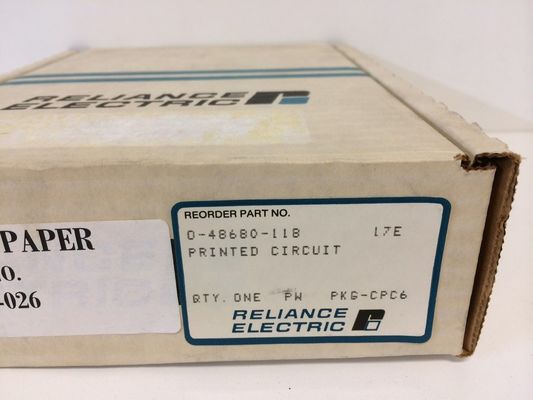 RELIANCE
ELECTRIC
PAPER
O.
-026
REORDER PART NO.
0-48680-118 17E
PRINTED CIRCUIT
QTY. ONE PW PKG-CPC6
RELIANCE
ELECTRIC